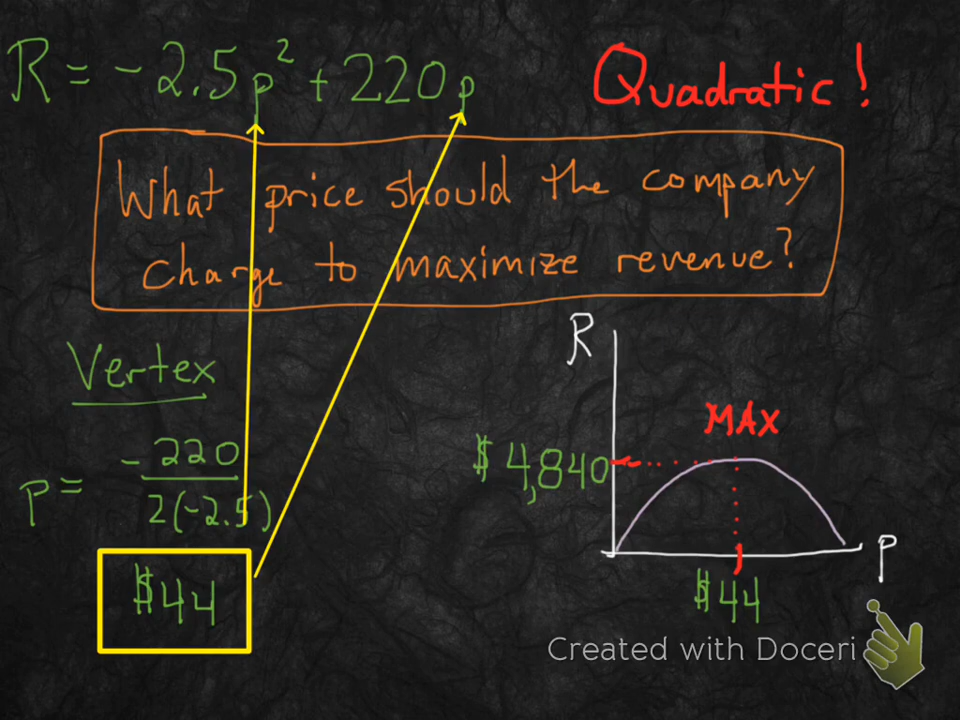 R = -2.5p² + 220p
Quadratic!
What price should the company
charge to maximize revenue?
Vertex
p = -220
2(-2.5)
$44
R
MAX
$4,840
P
$44
Created with Doceri